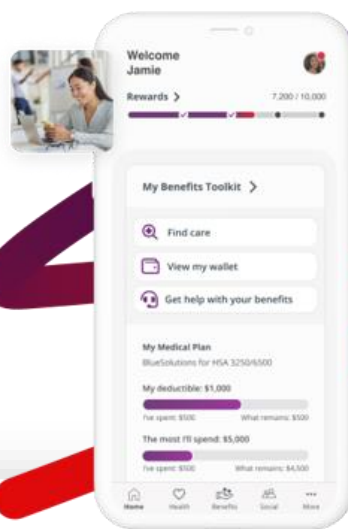 Welcome
Jamie
Rewards >
7,200 / 10,000
My Benefits Toolkit >
Find care
View my wallet
Get help with your benefits
My Medical Plan
BlueSolutions for HSA 3250/6500
My deductible: $1,000
I've spent: $500 What remains: $500
The most I'll spend: $5,000
I've spent: $500 What remains: $4,500
Home Health Benefits Social More